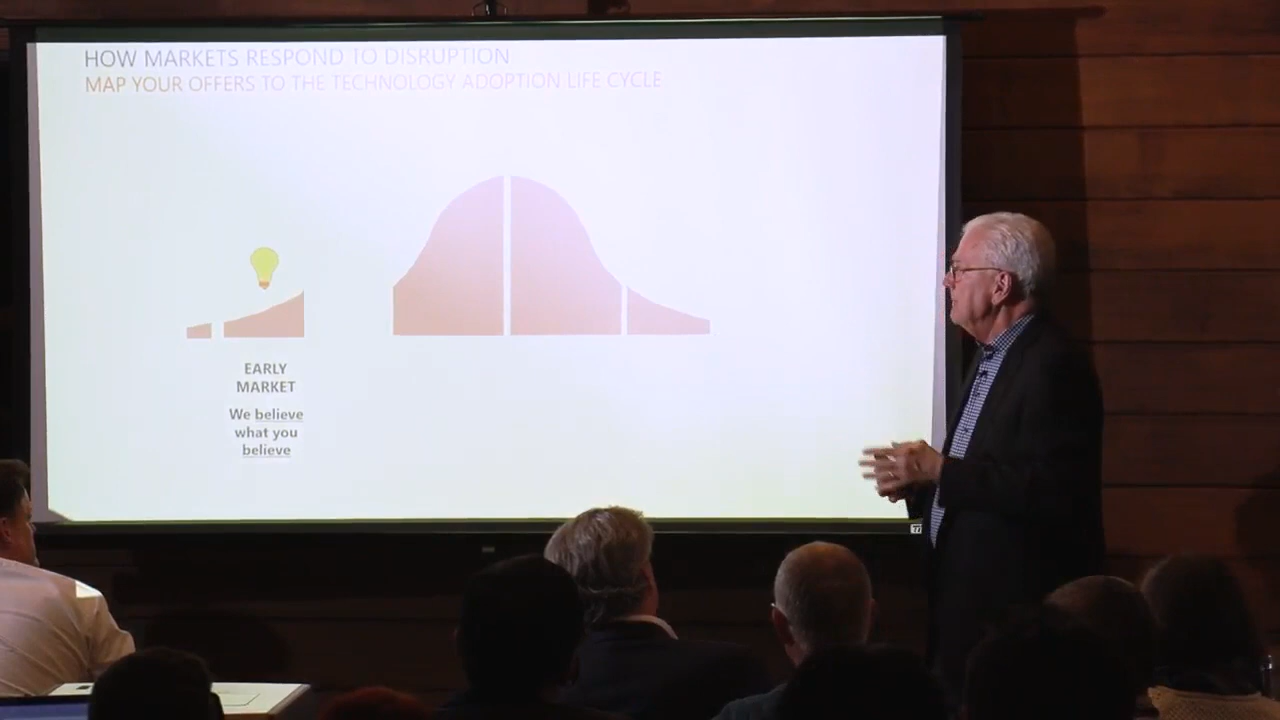 HOW MARKETS RESPOND TO DISRUPTION
MAP YOUR OFFERS TO THE TECHNOLOGY ADOPTION LIFE CYCLE
EARLY
MARKET
We believe
what you
believe